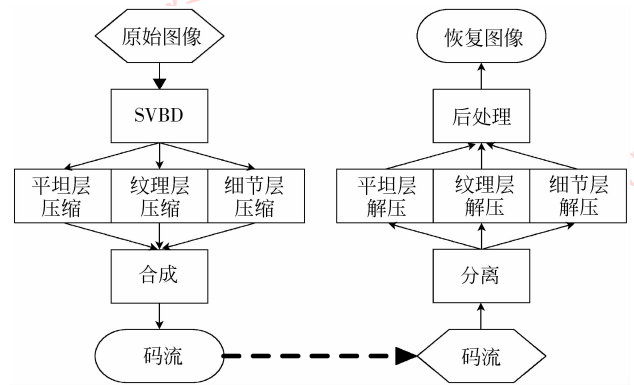 原始图像
SVBD
平坦层
压缩
纹理层
压缩
细节层
压缩
合成
码流
恢复图像
后处理
平坦层
解压
纹理层
解压
细节层
解压
分离
码流